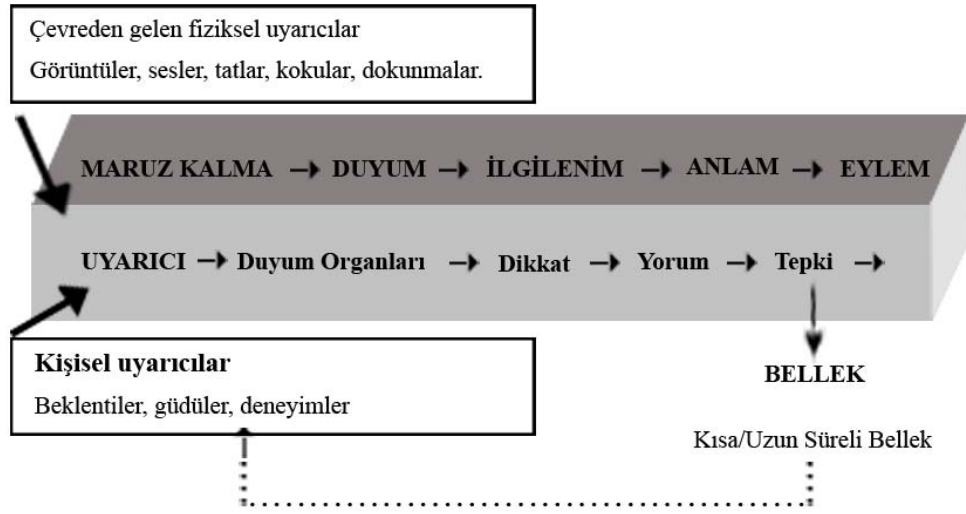 Çevreden gelen fiziksel uyarıcılar
Görüntüler, sesler, tatlar, kokular, dokunmalar.
MARUZ KALMA → DUYUM → İLGİLENİM → ANLAM → EYLEM
UYARICI → Duyum Organları → Dikkat → Yorum → Tepki →
Kişisel uyarıcılar
Beklentiler, güdüler, deneyimler
BELLEK
Kısa/Uzun Süreli Bellek